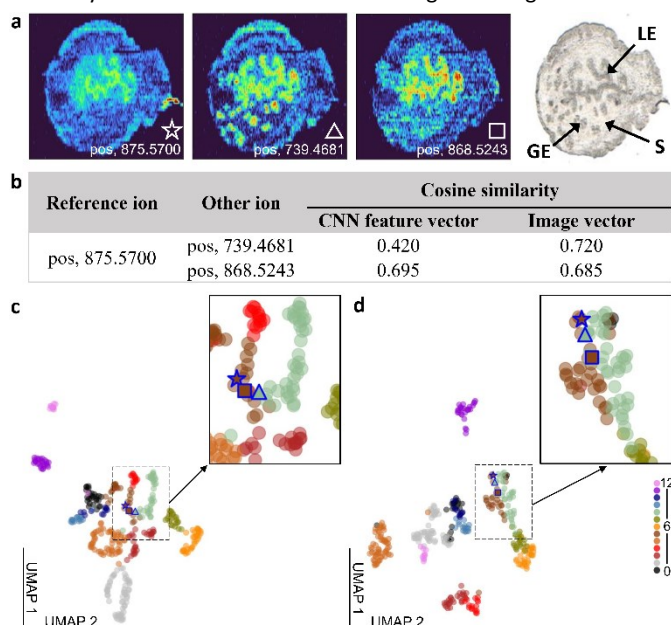 a
LE
GE
S
pos, 875.5700
pos, 739.4681
pos, 868.5243
b
Reference ion Other ion Cosine similarity
CNN feature vector Image vector
pos, 875.5700 pos, 739.4681 0.420 0.720
pos, 868.5243 0.695 0.685
c
d
12
6
0
UMAP 1
UMAP 2
UMAP 1
UMAP 2